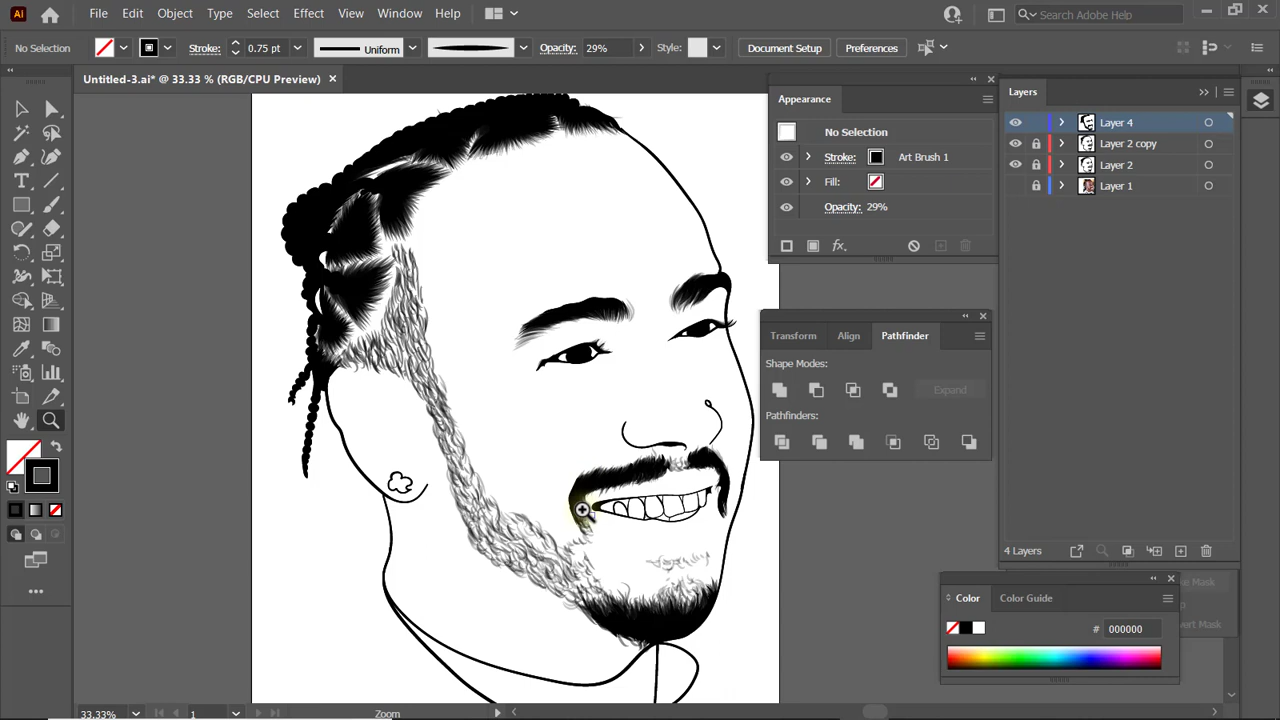 Ai
File Edit Object Type Select Effect View Window Help
Search Adobe Help
No Selection
Stroke:
0.75 pt
Uniform
Opacity:
29%
Style:
Document Setup
Preferences
Untitled-3.ai* @ 33.33 % (RGB/CPU Preview)
Appearance
No Selection
Stroke:
Art Brush 1
Fill:
Opacity:
29%
Layers
Layer 4
Layer 2 copy
Layer 2
Layer 1
4 Layers
Transform
Align
Pathfinder
Shape Modes:
Expand
Pathfinders:
Color
Color Guide
# 000000
33.33%
1
Zoom